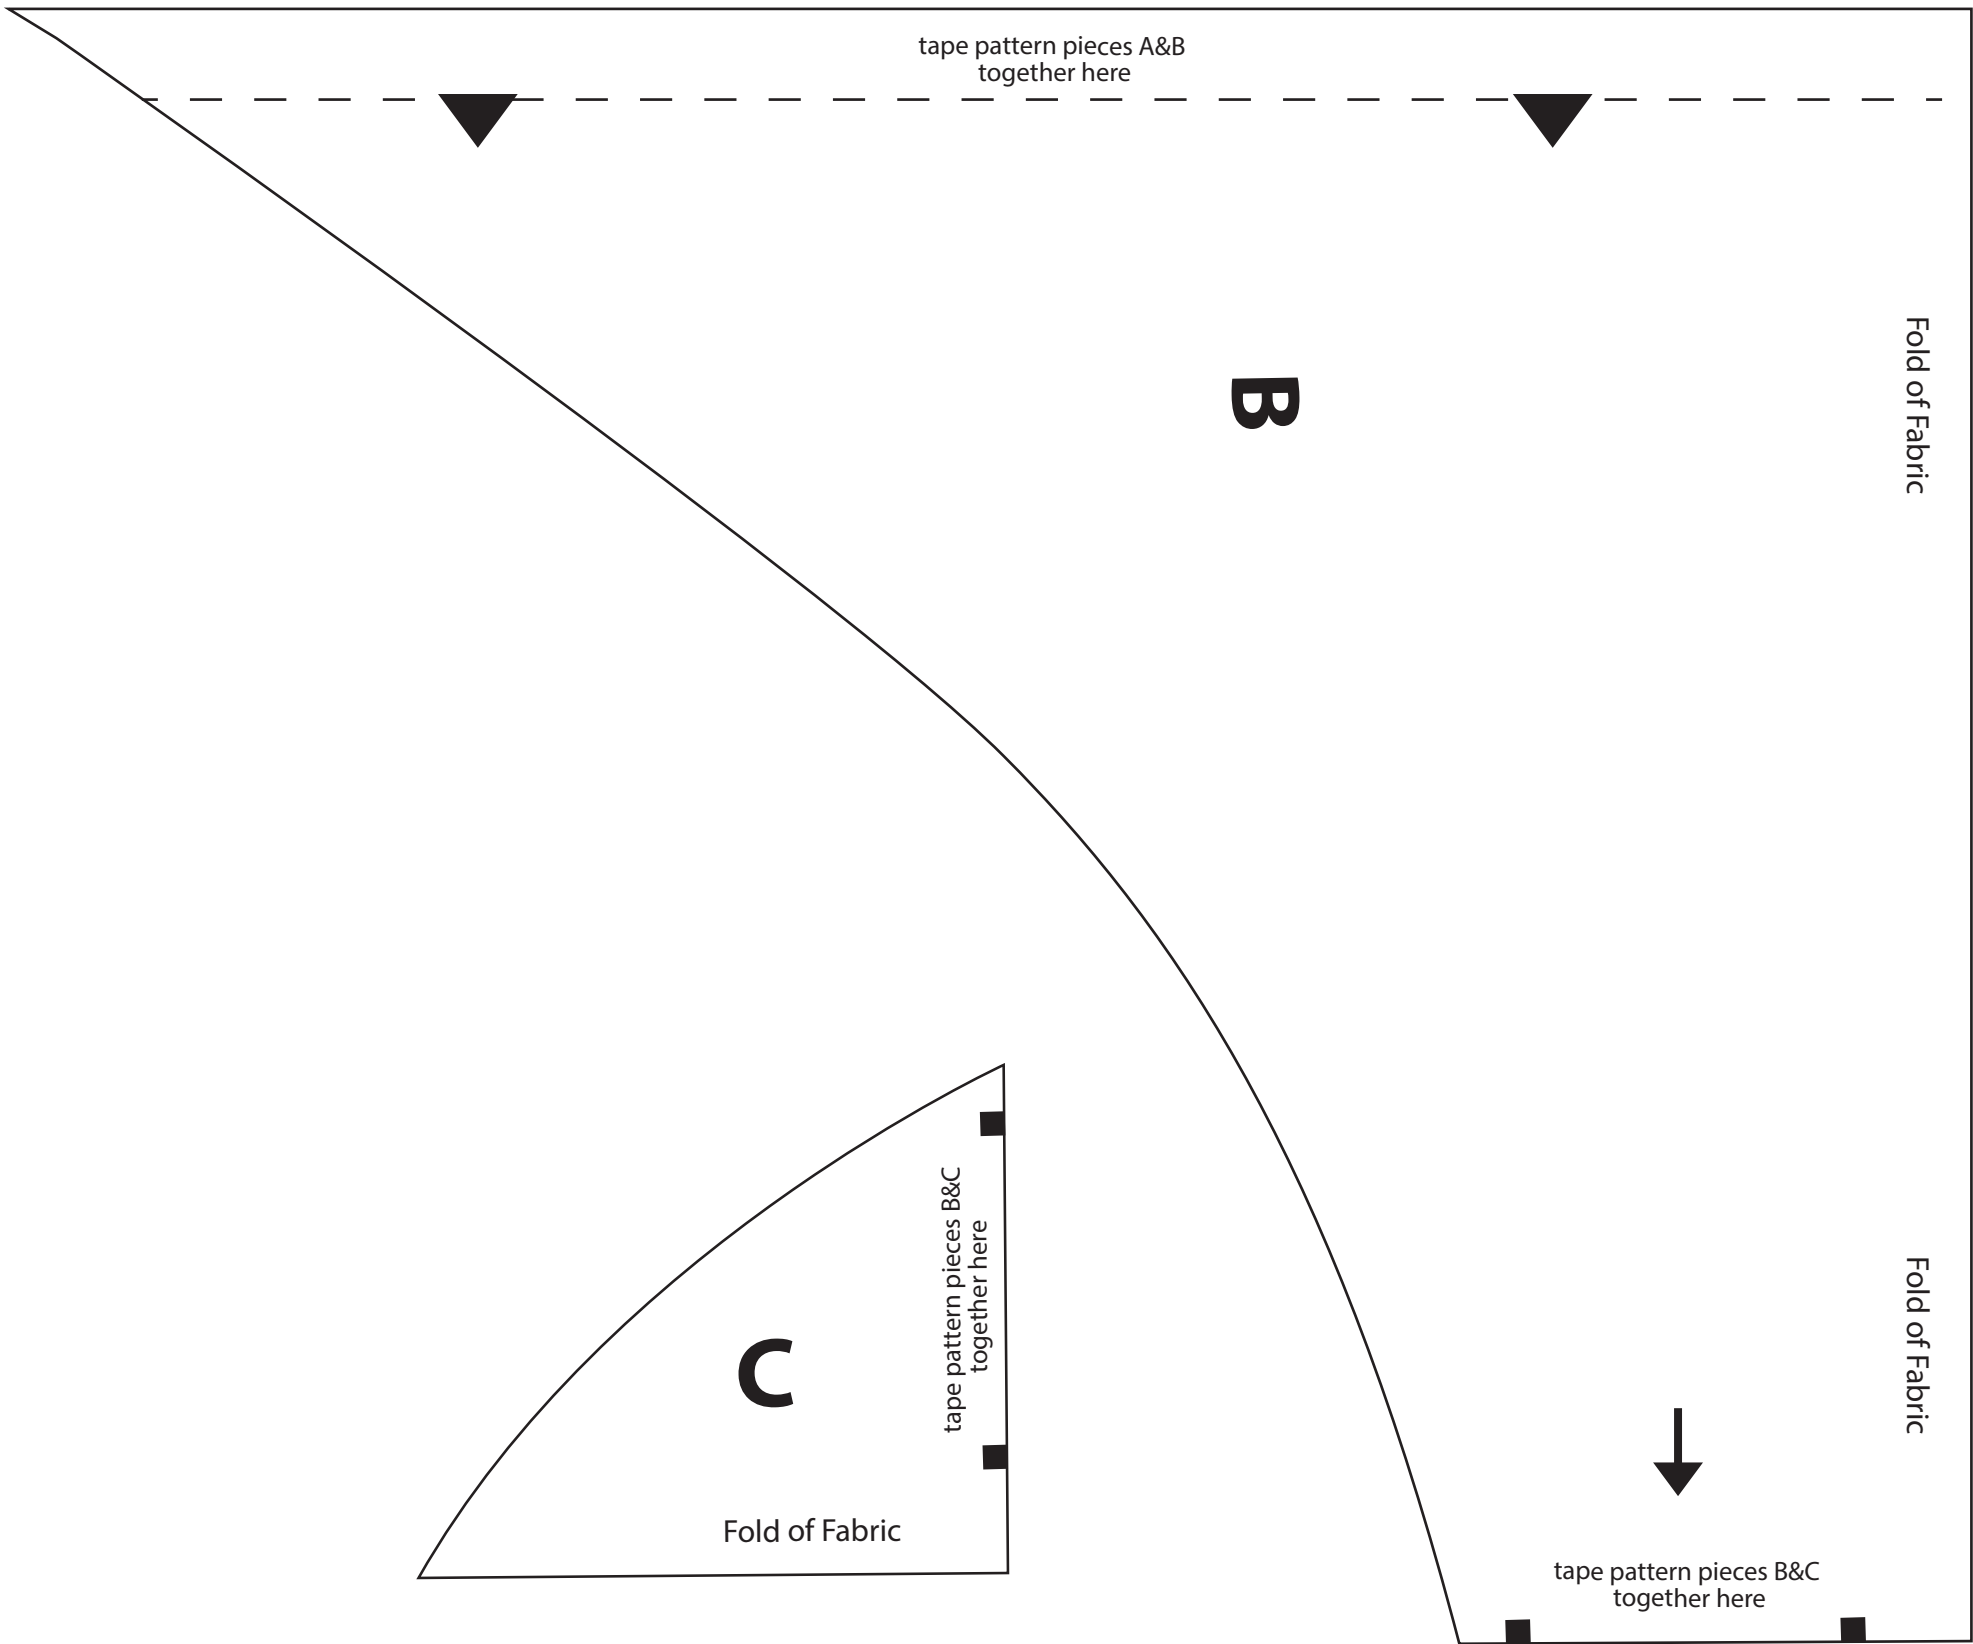 tape pattern pieces A&B
together here
B
Fold of Fabric
tape pattern pieces B&C
together here
C
Fold of Fabric
Fold of Fabric
tape pattern pieces B&C
together here